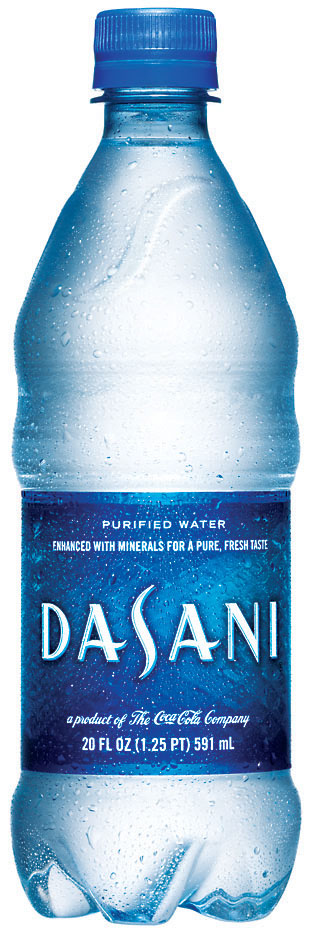 PURIFIED WATER
ENHANCED WITH MINERALS FOR A PURE, FRESH TASTE
DASANI
a product of The Coca-Cola Company
20 FL OZ (1.25 PT) 591 mL